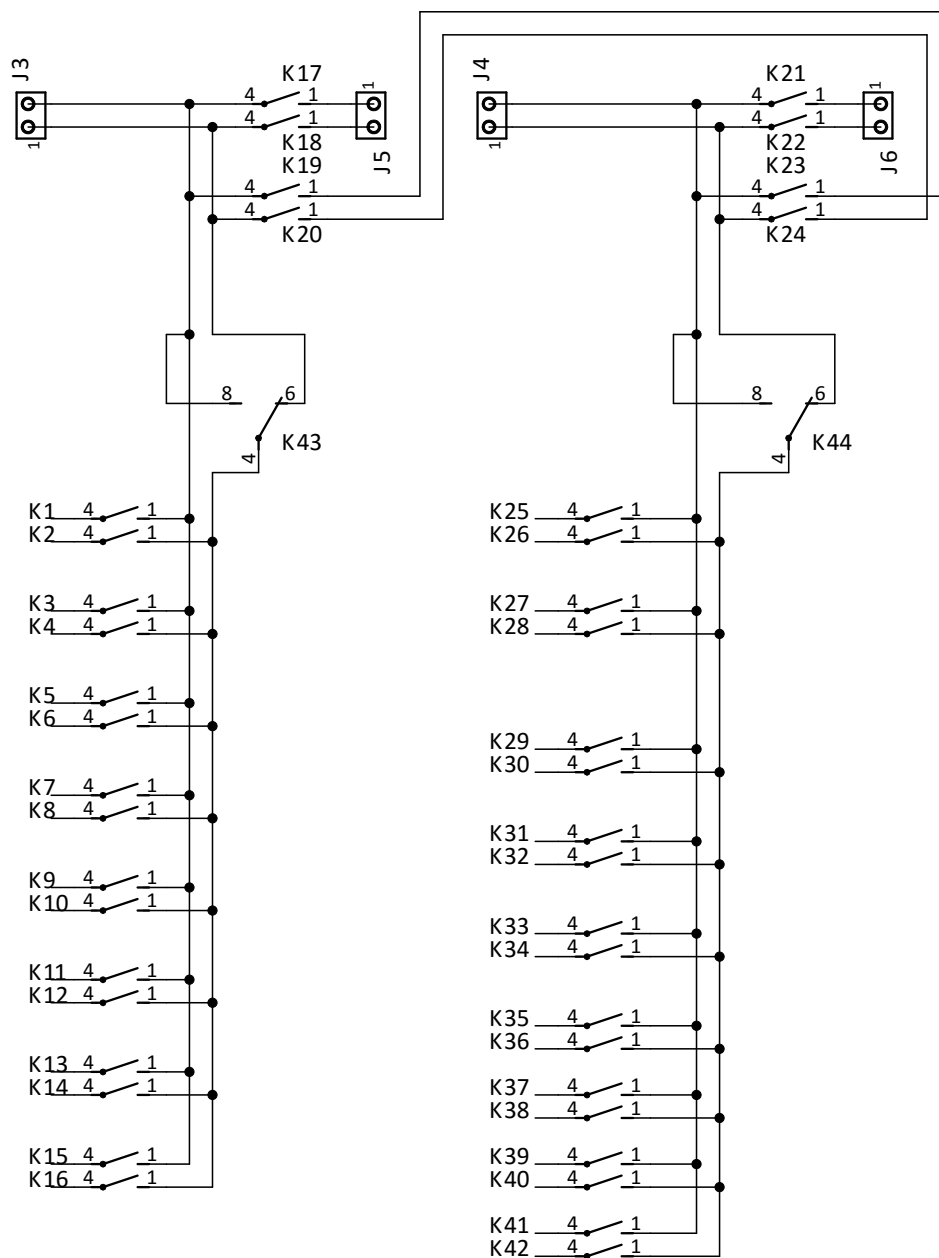 J3
1
K17
4 1
4 1
K18
1
J5
K19
4 1
4 1
K20
J4
1
K21
4 1
4 1
K22
1
J6
K23
4 1
4 1
K24
8 6
4
K43
8 6
4
K44
K1 4 1
K2 4 1
K3 4 1
K4 4 1
K5 4 1
K6 4 1
K7 4 1
K8 4 1
K9 4 1
K10 4 1
K11 4 1
K12 4 1
K13 4 1
K14 4 1
K15 4 1
K16 4 1
K25 4 1
K26 4 1
K27 4 1
K28 4 1
K29 4 1
K30 4 1
K31 4 1
K32 4 1
K33 4 1
K34 4 1
K35 4 1
K36 4 1
K37 4 1
K38 4 1
K39 4 1
K40 4 1
K41 4 1
K42 4 1